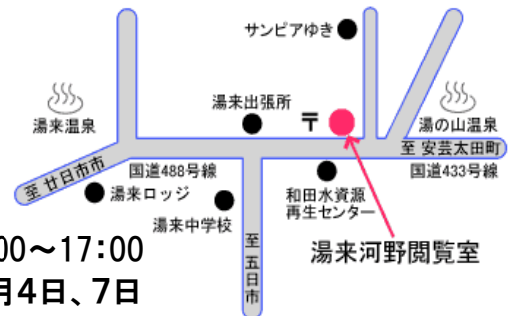 サンピアゆき
湯来温泉
湯来出張所
〒
湯の山温泉
至 安芸太田町
至 廿日市市
国道488号線
国道433号線
湯来ロッジ
和田水資源
再生センター
湯来中学校
至 五日市
湯来河野閲覧室
00～17:00
月4日、7日